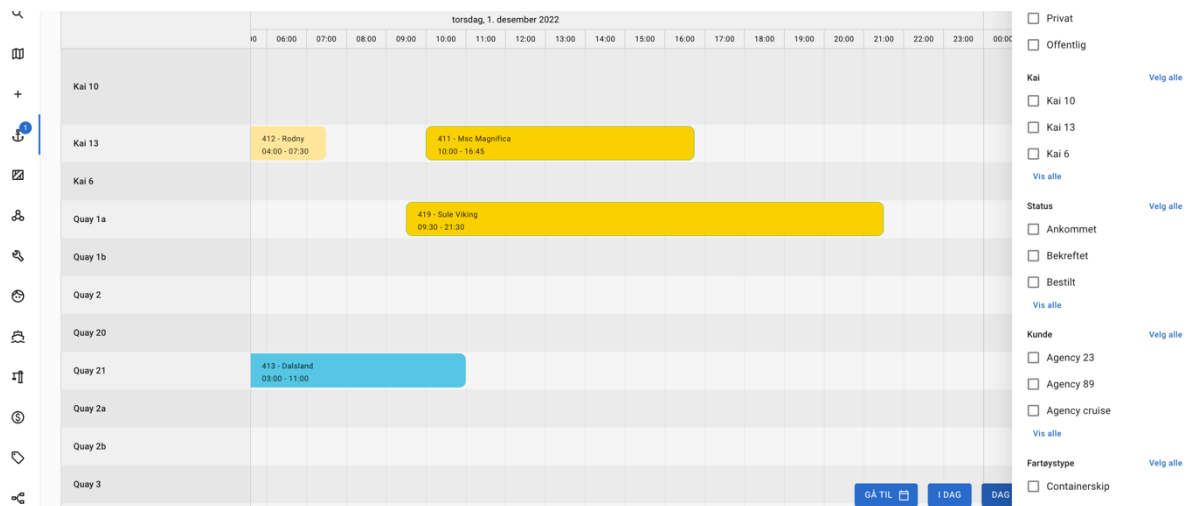 torsdag, 1. desember 2022
06:00 07:00 08:00 09:00 10:00 11:00 12:00 13:00 14:00 15:00 16:00 17:00 18:00 19:00 20:00 21:00 22:00 23:00
Kai 10
1
Kai 13
412 - Rodny
04:00 - 07:30
411 - Msc Magnifica
10:00 - 16:45
Kai 6
Quay 1a
419 - Sule Viking
09:30 - 21:30
Quay 1b
Quay 2
Quay 20
Quay 21
413 - Dalsland
03:00 - 11:00
Quay 2a
Quay 2b
Quay 3
GÅ TIL
I DAG
DAG
Privat
Offentlig
Kai Velg alle
Kai 10
Kai 13
Kai 6
Vis alle
Status Velg alle
Ankommet
Bekreftet
Bestilt
Vis alle
Kunde Velg alle
Agency 23
Agency 89
Agency cruise
Vis alle
Fartøystype Velg alle
Containerskip